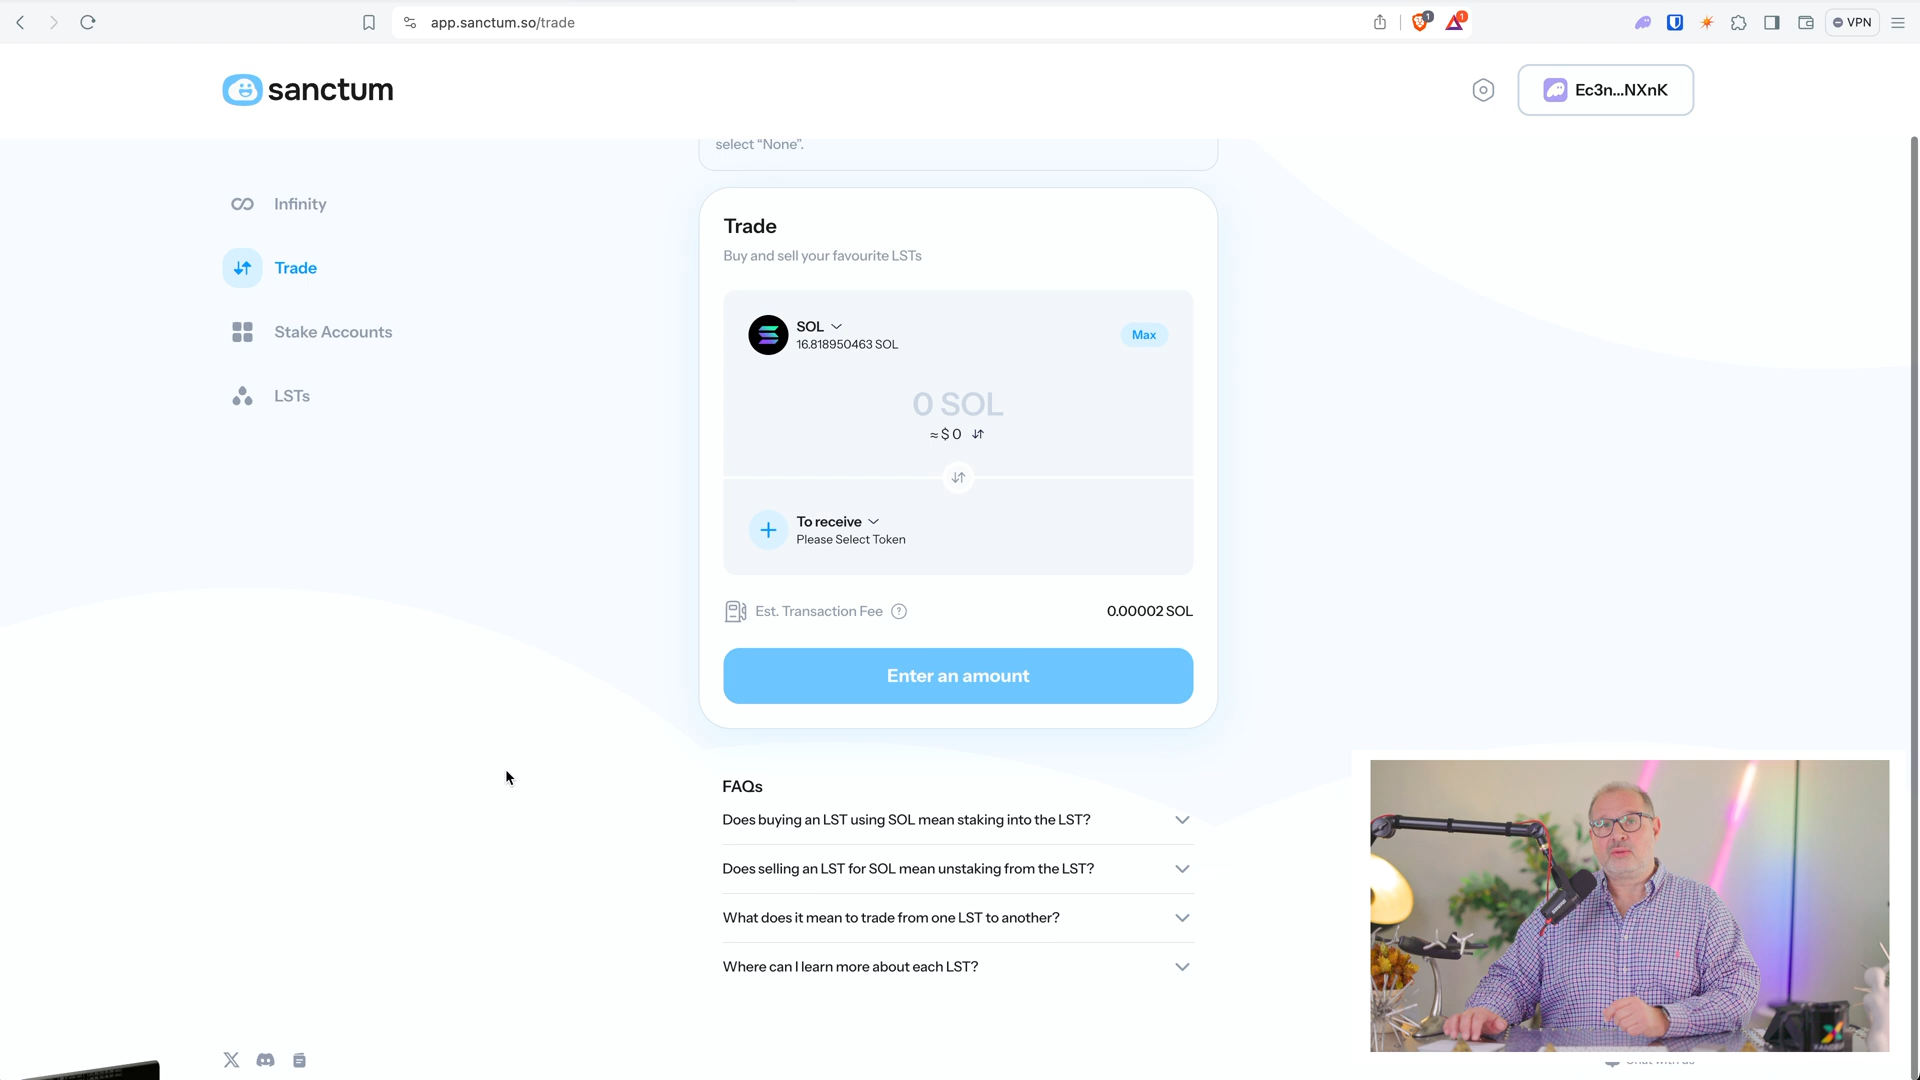 app.sanctum.so/trade
1
1
VPN
sanctum
Ec3n...NXnK
select “None”.
Infinity
Trade
Stake Accounts
LSTs
Trade
Buy and sell your favourite LSTs
SOL
16.818950463 SOL
Max
0 SOL
≈ $ 0
To receive
Please Select Token
Est. Transaction Fee
0.00002 SOL
Enter an amount
FAQs
Does buying an LST using SOL mean staking into the LST?
Does selling an LST for SOL mean unstaking from the LST?
What does it mean to trade from one LST to another?
Where can I learn more about each LST?